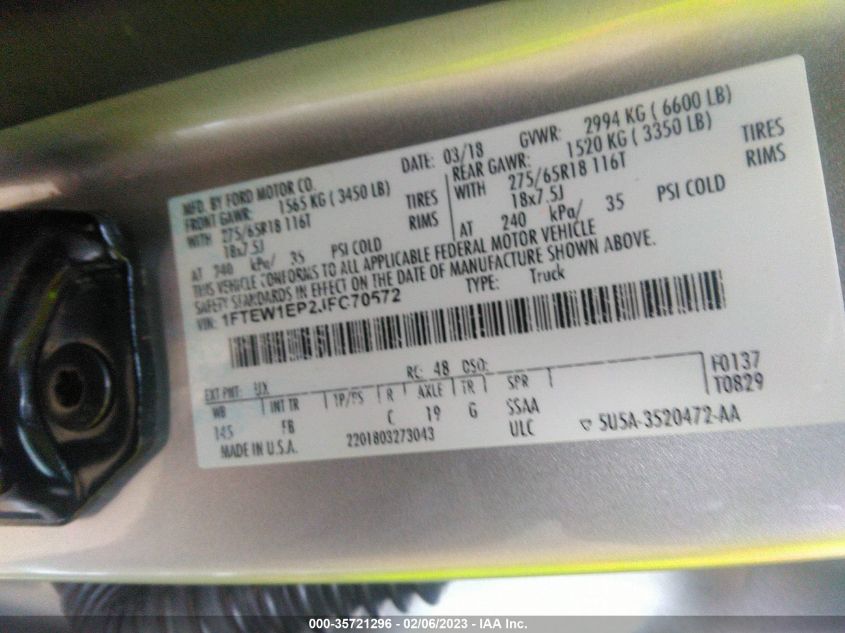 MFD. BY FORD MOTOR CO. DATE: 03/18 GVWR: 2994 KG ( 6600 LB)
FRONT GAWR: 1565 KG ( 3450 LB) REAR GAWR: 1520 KG ( 3350 LB)
WITH 275/65R18 116T TIRES WITH 275/65R18 116T TIRES
18x7.5J RIMS 18x7.5J RIMS
AT 240 kPa/ 35 PSI COLD AT 240 kPa/ 35 PSI COLD
THIS VEHICLE CONFORMS TO ALL APPLICABLE FEDERAL MOTOR VEHICLE
SAFETY STANDARDS IN EFFECT ON THE DATE OF MANUFACTURE SHOWN ABOVE.
VIN: 1FTEW1EP2JFC70572 TYPE: Truck
EXT PNT: UX RC: 48 DSO: F0137
WB INT TR TP/PS R AXLE TR SPR T0829
145 FB C 19 G SSAA
MADE IN U.S.A. 2201803273043 ULC 5U5A-3520472-AA
000-35721296 - 02/06/2023 - IAA Inc.